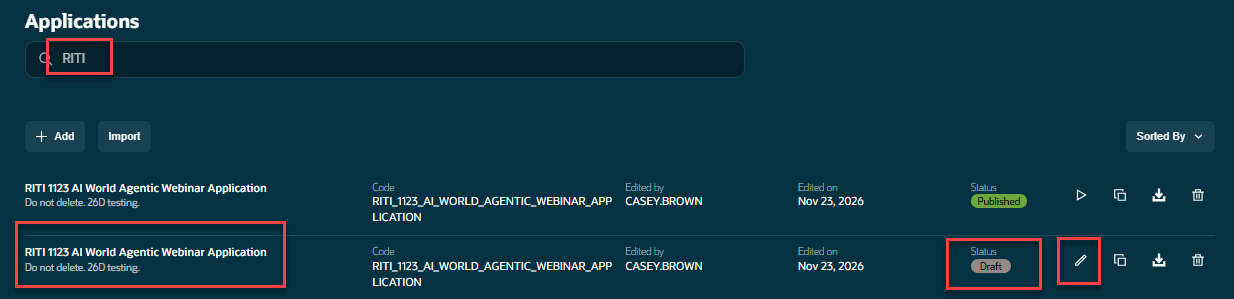 Applications
RITI
Add
Import
Sorted By
RITI 1123 AI World Agentic Webinar Application
Do not delete. 26D testing.
Code
RITI_1123_AI_WORLD_AGENTIC_WEBINAR_APP
LICATION
Edited by
CASEY.BROWN
Edited on
Nov 23, 2026
Status
Published
RITI 1123 AI World Agentic Webinar Application
Do not delete. 26D testing.
Code
RITI_1123_AI_WORLD_AGENTIC_WEBINAR_APP
LICATION
Edited by
CASEY.BROWN
Edited on
Nov 23, 2026
Status
Draft